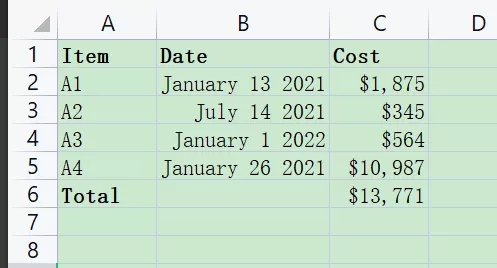 A B C D
1 Item Date Cost
2 A1 January 13 2021 $1,875
3 A2 July 14 2021 $345
4 A3 January 1 2022 $564
5 A4 January 26 2021 $10,987
6 Total $13,771
7
8